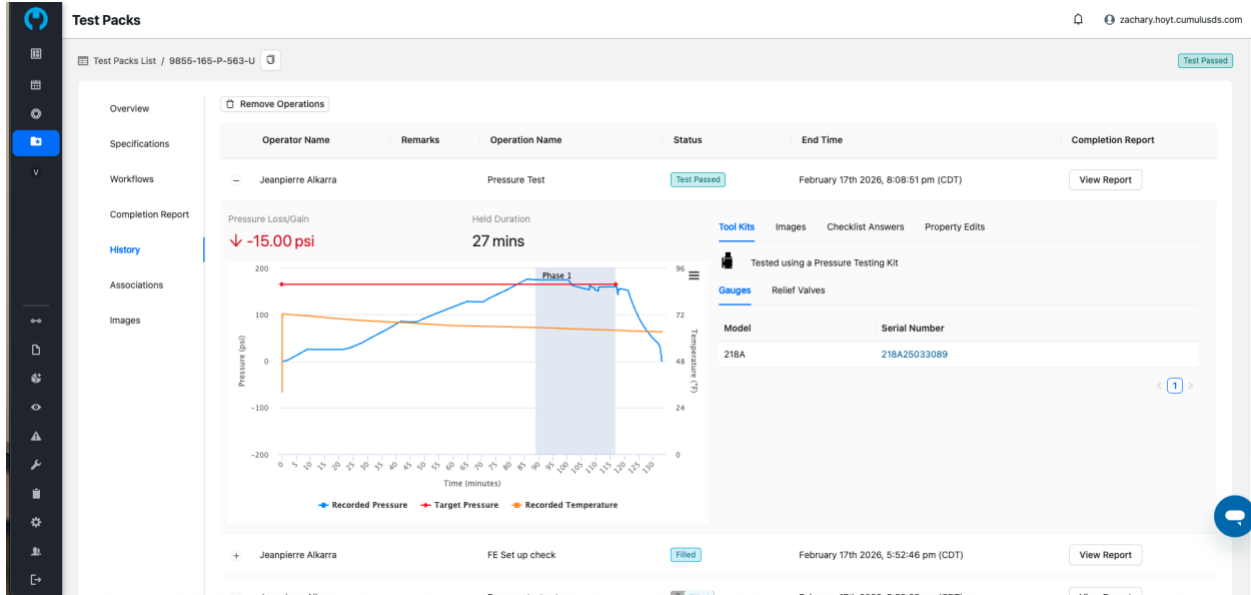 Test Packs
zachary.hoyt.cumulusds.com
Test Packs List / 9855-165-P-563-U
Test Passed
Overview
Specifications
Workflows
Completion Report
History
Associations
Images
V
Remove Operations
Operator Name Remarks Operation Name Status End Time Completion Report
Jeanpierre Alkarra Pressure Test Test Passed February 17th 2026, 8:08:51 pm (CDT) View Report
Pressure Loss/Gain Held Duration
-15.00 psi 27 mins
Tool Kits Images Checklist Answers Property Edits
Tested using a Pressure Testing Kit
Gauges Relief Valves
Model Serial Number
218A 218A25033089
1
Phase 1
200 96
100 72
0 48
-100 24
-200 0
Pressure (psi)
Temperature (°F)
0 5 10 15 20 25 30 35 40 45 50 55 60 65 70 75 80 85 90 95 100 105 110 115 120 125 130
Time (minutes)
Recorded Pressure Target Pressure Recorded Temperature
Jeanpierre Alkarra FE Set up check Filled February 17th 2026, 5:52:46 pm (CDT) View Report